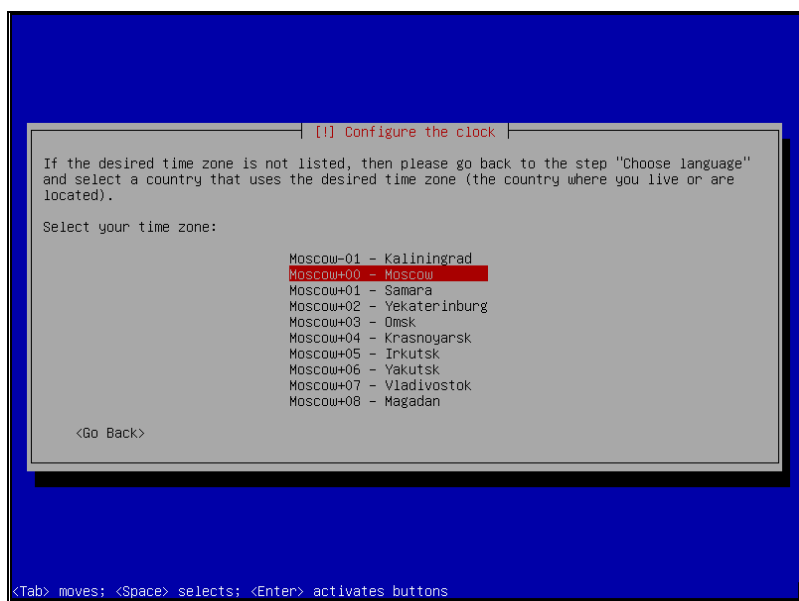 [!] Configure the clock
If the desired time zone is not listed, then please go back to the step "Choose language"
and select a country that uses the desired time zone (the country where you live or are
located).
Select your time zone:
Moscow-01 - Kaliningrad
Moscow+00 - Moscow
Moscow+01 - Samara
Moscow+02 - Yekaterinburg
Moscow+03 - Omsk
Moscow+04 - Krasnoyarsk
Moscow+05 - Irkutsk
Moscow+06 - Yakutsk
Moscow+07 - Vladivostok
Moscow+08 - Magadan
<Go Back>
<Tab> moves; <Space> selects; <Enter> activates buttons